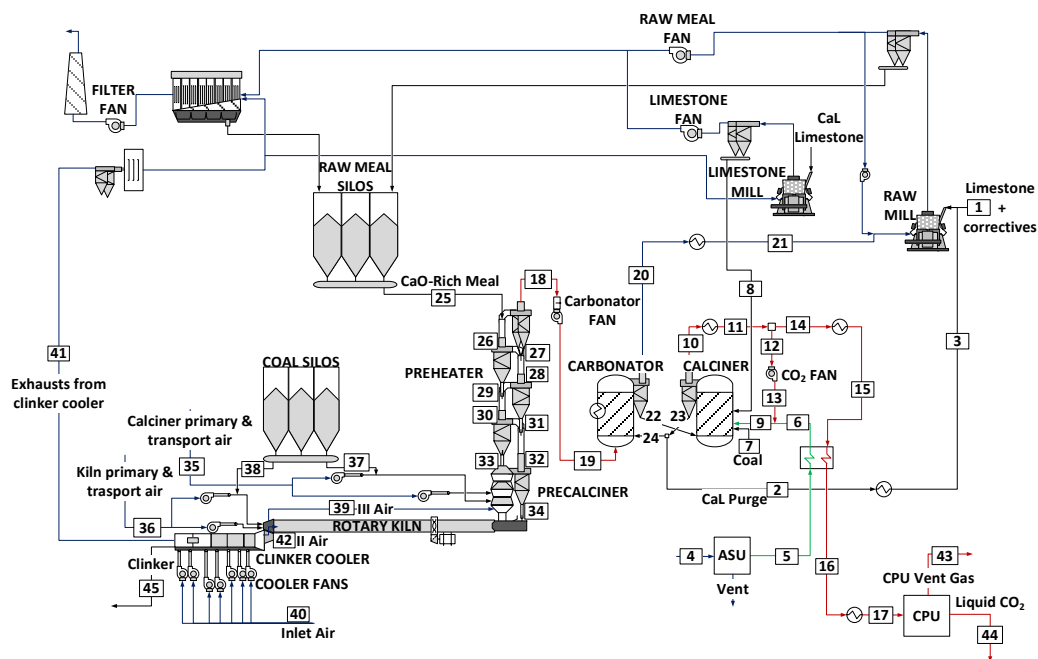 RAW MEAL
FAN
FILTER
FAN
LIMESTONE
FAN
CaL
Limestone
LIMESTONE
MILL
RAW MEAL
SILOS
RAW
MILL
1
Limestone
+
correctives
20
21
CaO-Rich Meal
25
18
Carbonator
FAN
8
26
27
10
11
14
12
3
41
28
COAL SILOS
PREHEATER
CARBONATOR
CALCINER
CO2 FAN
15
Exhausts from
clinker cooler
29
13
30
31
22
23
24
9
6
7
Coal
Calciner primary &
transport air
35
38
37
33
32
19
Kiln primary &
trasport air
36
PRECALCINER
2
CaL Purge
39
III Air
34
ROTARY KILN
42
II Air
Clinker
45
CLINKER COOLER
COOLER FANS
4
ASU
5
16
43
CPU Vent Gas
Vent
40
Inlet Air
17
CPU
Liquid CO2
44